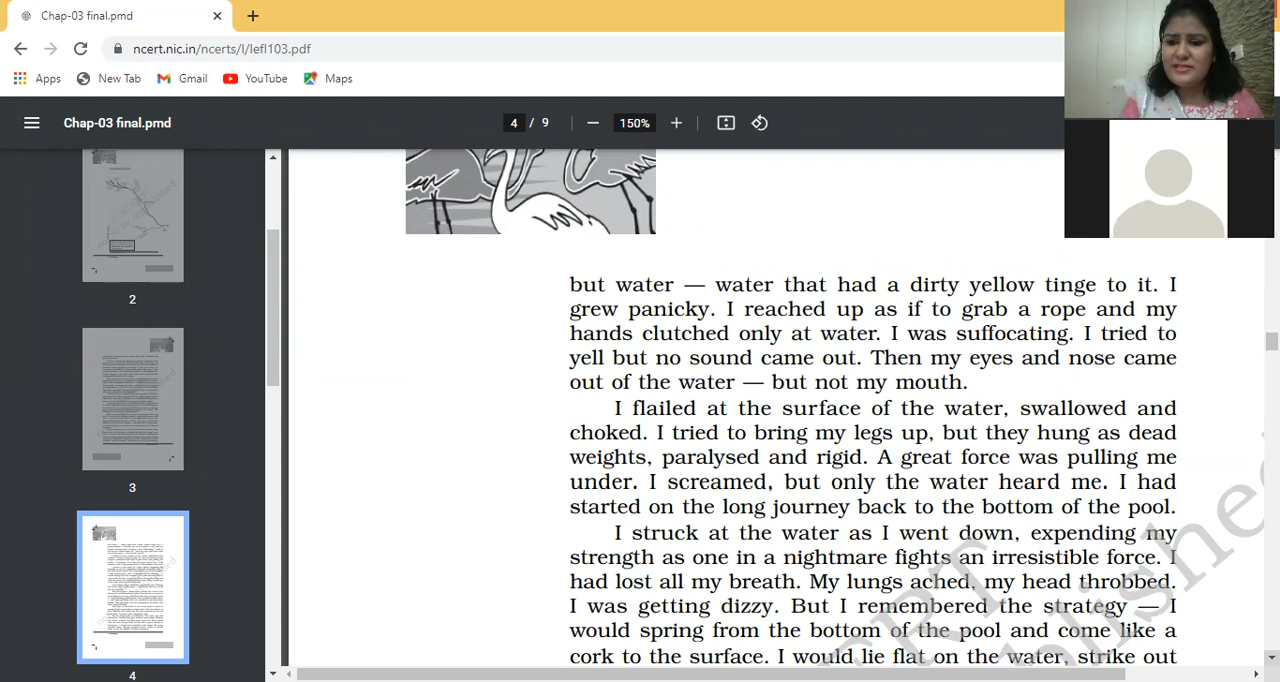 Chap-03 final.pmd
ncert.nic.in/ncerts/l/lefl103.pdf
Apps New Tab Gmail YouTube Maps
Chap-03 final.pmd 4 / 9 150%
2
3
4
but water — water that had a dirty yellow tinge to it. I
grew panicky. I reached up as if to grab a rope and my
hands clutched only at water. I was suffocating. I tried to
yell but no sound came out. Then my eyes and nose came
out of the water — but not my mouth.
I flailed at the surface of the water, swallowed and
choked. I tried to bring my legs up, but they hung as dead
weights, paralysed and rigid. A great force was pulling me
under. I screamed, but only the water heard me. I had
started on the long journey back to the bottom of the pool.
I struck at the water as I went down, expending my
strength as one in a nightmare fights an irresistible force. I
had lost all my breath. My lungs ached, my head throbbed.
I was getting dizzy. But I remembered the strategy — I
would spring from the bottom of the pool and come like a
cork to the surface. I would lie flat on the water, strike out